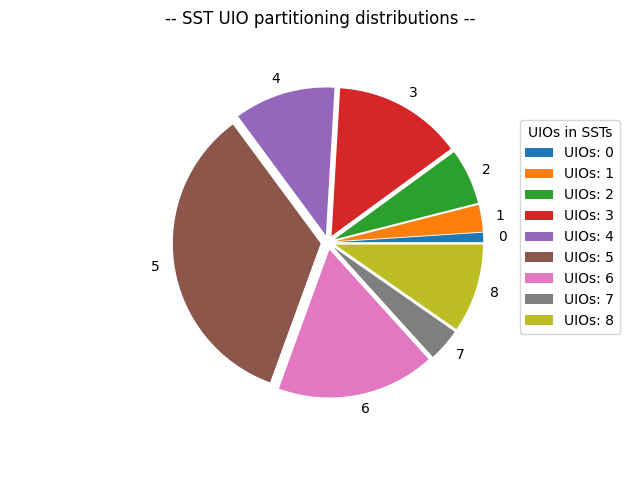 -- SST UIO partitioning distributions --
4
3
2
1
0
5
8
7
6
UIOs in SSTs
UIOs: 0
UIOs: 1
UIOs: 2
UIOs: 3
UIOs: 4
UIOs: 5
UIOs: 6
UIOs: 7
UIOs: 8